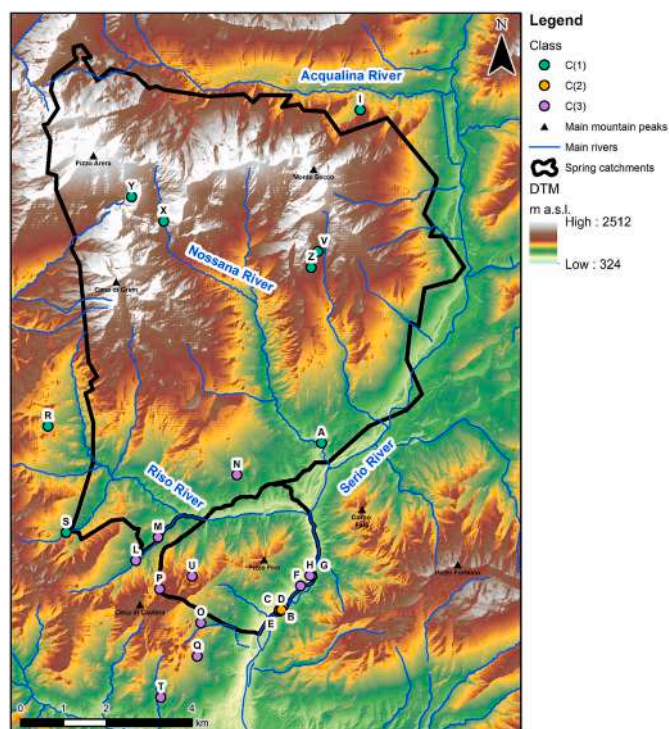 N
Acqualina River
I
Pizzo Arera
Monte Secco
Y
X
V
Z
Nossana River
Cima di Grem
R
A
N
Riso River
Serio River
S
M
L
U
H
G
F
P
C
D
B
E
O
Q
T
0 1 2 4
km
Legend
Class
C(1)
C(2)
C(3)
Main mountain peaks
Main rivers
Spring catchments
DTM
m a.s.l.
High : 2512
Low : 324